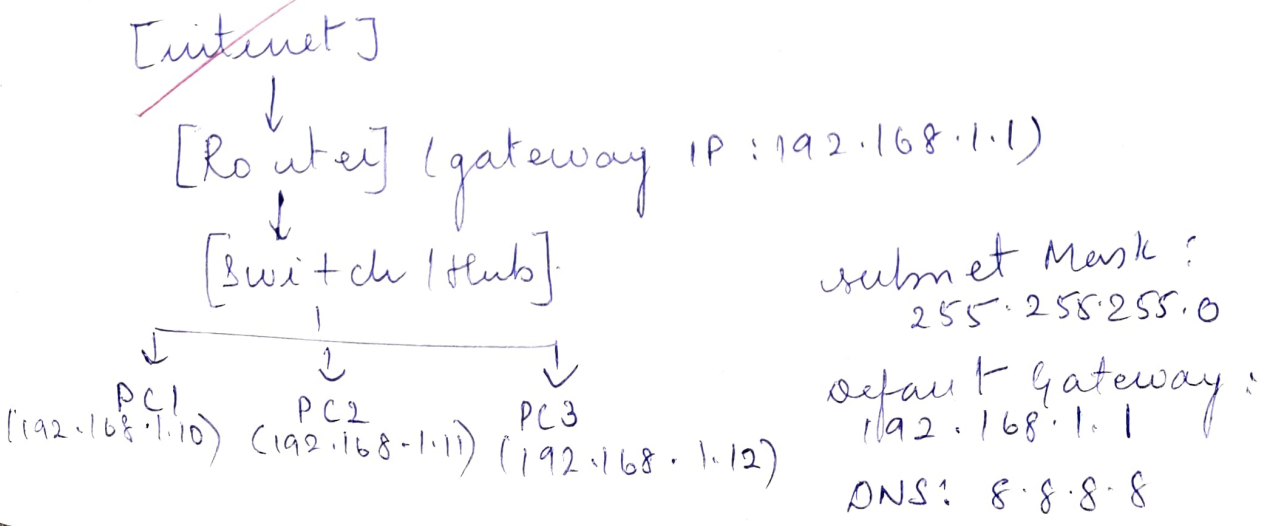 [internet]
↓
[Router] (gateway IP : 192.168.1.1)
↓
[Switch / Hub]
Subnet Mask :
255.255.255.0
PC1 PC2 PC3
(192.168.1.10) (192.168.1.11) (192.168.1.12)
Defaut Gateway :
192.168.1.1
DNS : 8.8.8.8